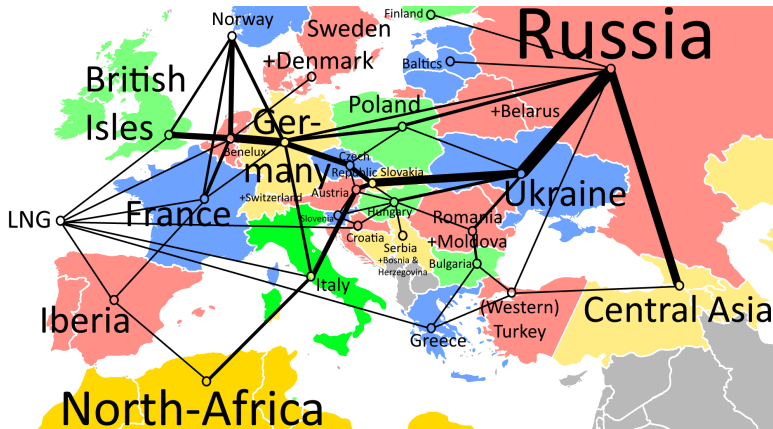 Norway
Finland
Sweden
+Denmark
Russia
Baltics
British
Isles
Poland
+Belarus
Ger-
many
Benelux
Czech
Republic
Slovakia
+Switzerland
Austria
Ukraine
France
LNG
Slovenia
Hungary
Croatia
Romania
+Moldova
Serbia
+Bosnia &
Herzegovina
Bulgaria
Italy
Iberia
(Western)
Turkey
Central Asia
Greece
North-Africa